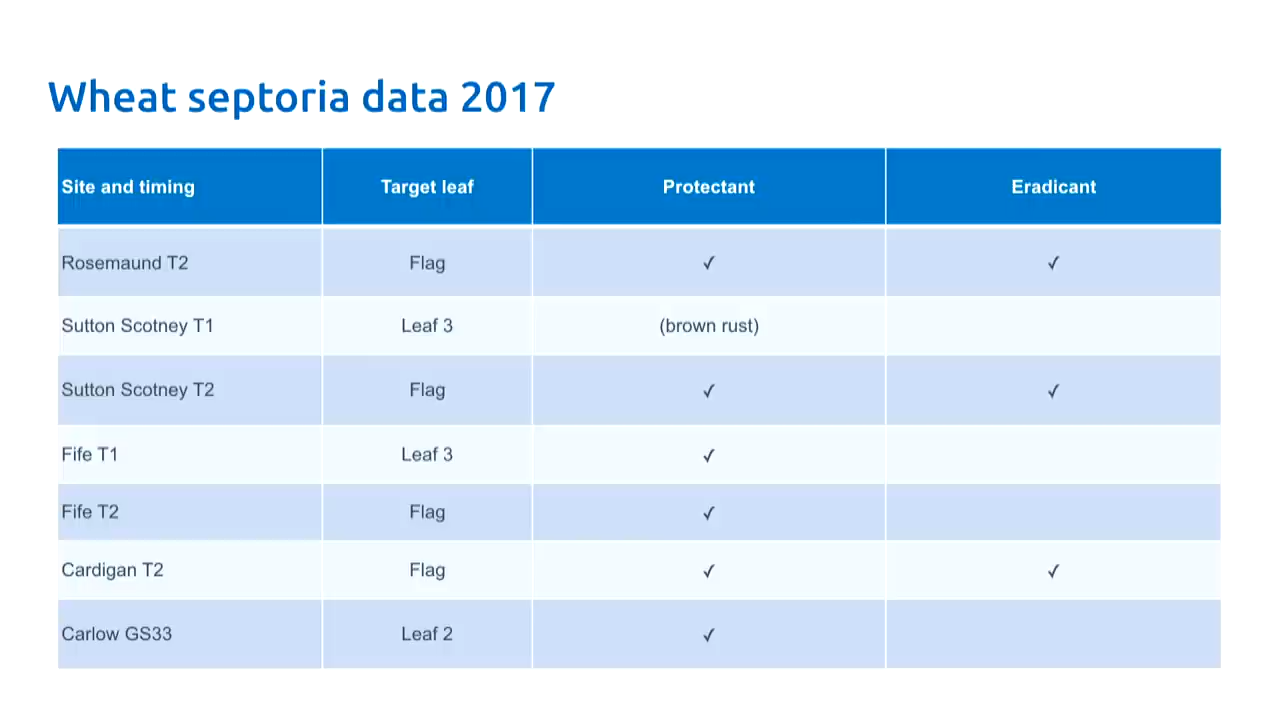 Wheat septoria data 2017
Site and timing Target leaf Protectant Eradicant
Rosemaund T2 Flag ✓ ✓
Sutton Scotney T1 Leaf 3 (brown rust)
Sutton Scotney T2 Flag ✓ ✓
Fife T1 Leaf 3 ✓
Fife T2 Flag ✓
Cardigan T2 Flag ✓ ✓
Carlow GS33 Leaf 2 ✓